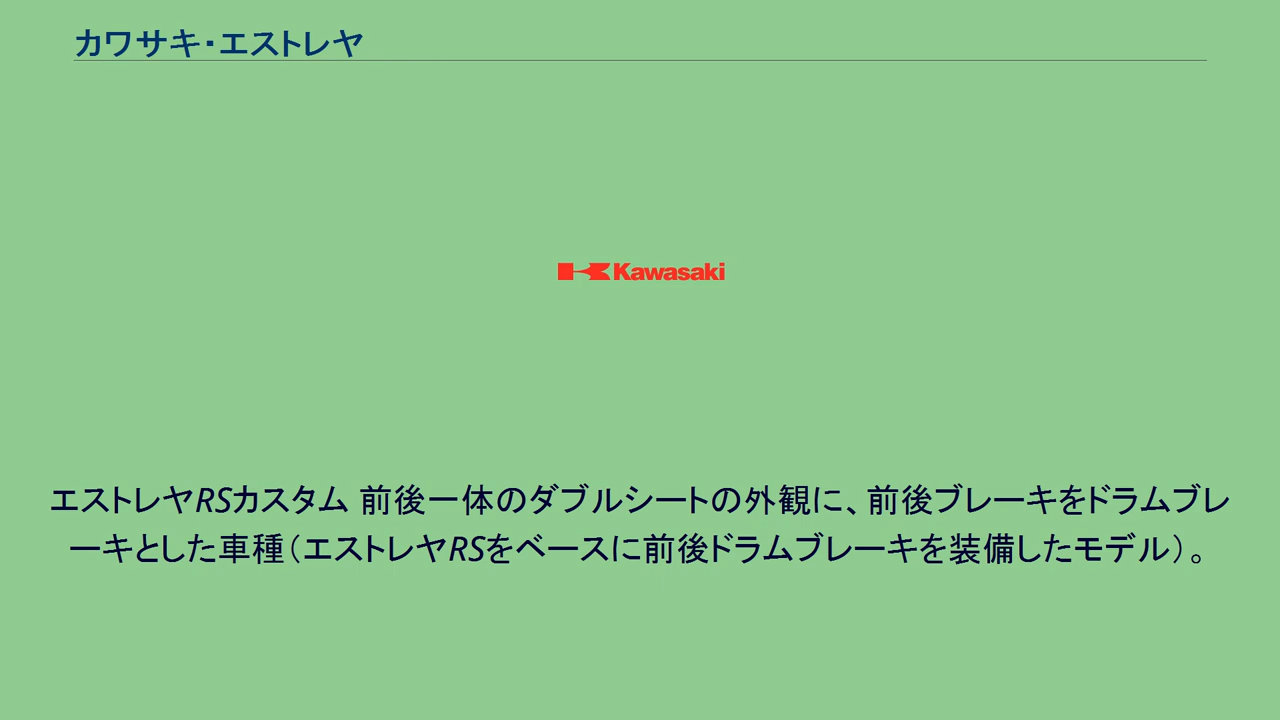 カワサキ・エストレヤ
Kawasaki
エストレヤRSカスタム 前後一体のダブルシートの外観に、前後ブレーキをドラムブレ
ーキとした車種（エストレヤRSをベースに前後ドラムブレーキを装備したモデル）。